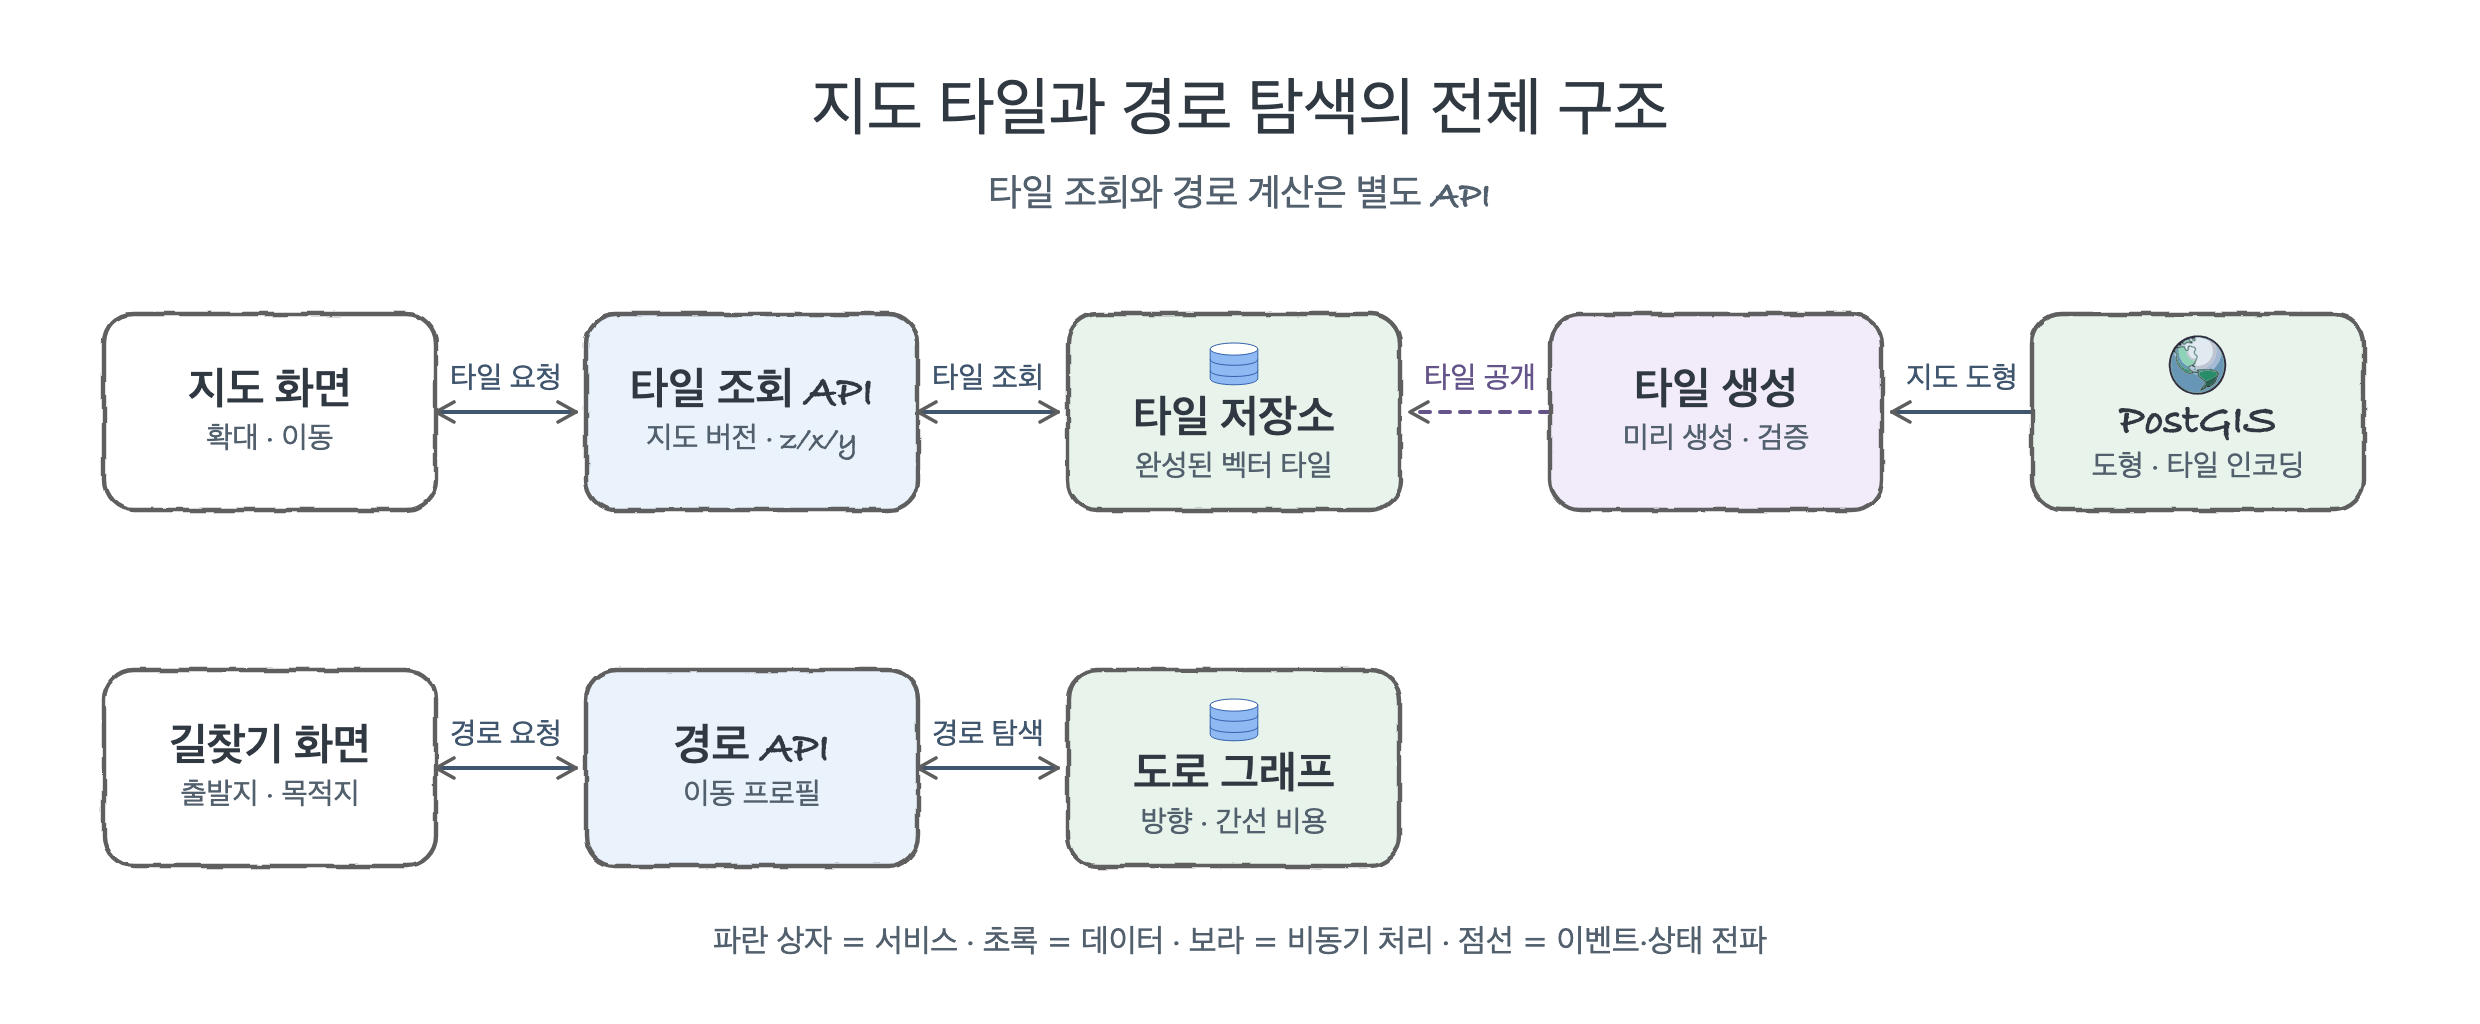 지도 타일과 경로 탐색의 전체 구조
타일 조회와 경로 계산은 별도 API
지도 화면
확대 · 이동
타일 요청
타일 조회 API
지도 버전 · z/x/y
타일 조회
타일 저장소
완성된 벡터 타일
타일 공개
타일 생성
미리 생성 · 검증
지도 도형
PostGIS
도형 · 타일 인코딩
길찾기 화면
출발지 · 목적지
경로 요청
경로 API
이동 프로필
경로 탐색
도로 그래프
방향 · 간선 비용
파란 상자 = 서비스 · 초록 = 데이터 · 보라 = 비동기 처리 · 점선 = 이벤트·상태 전파